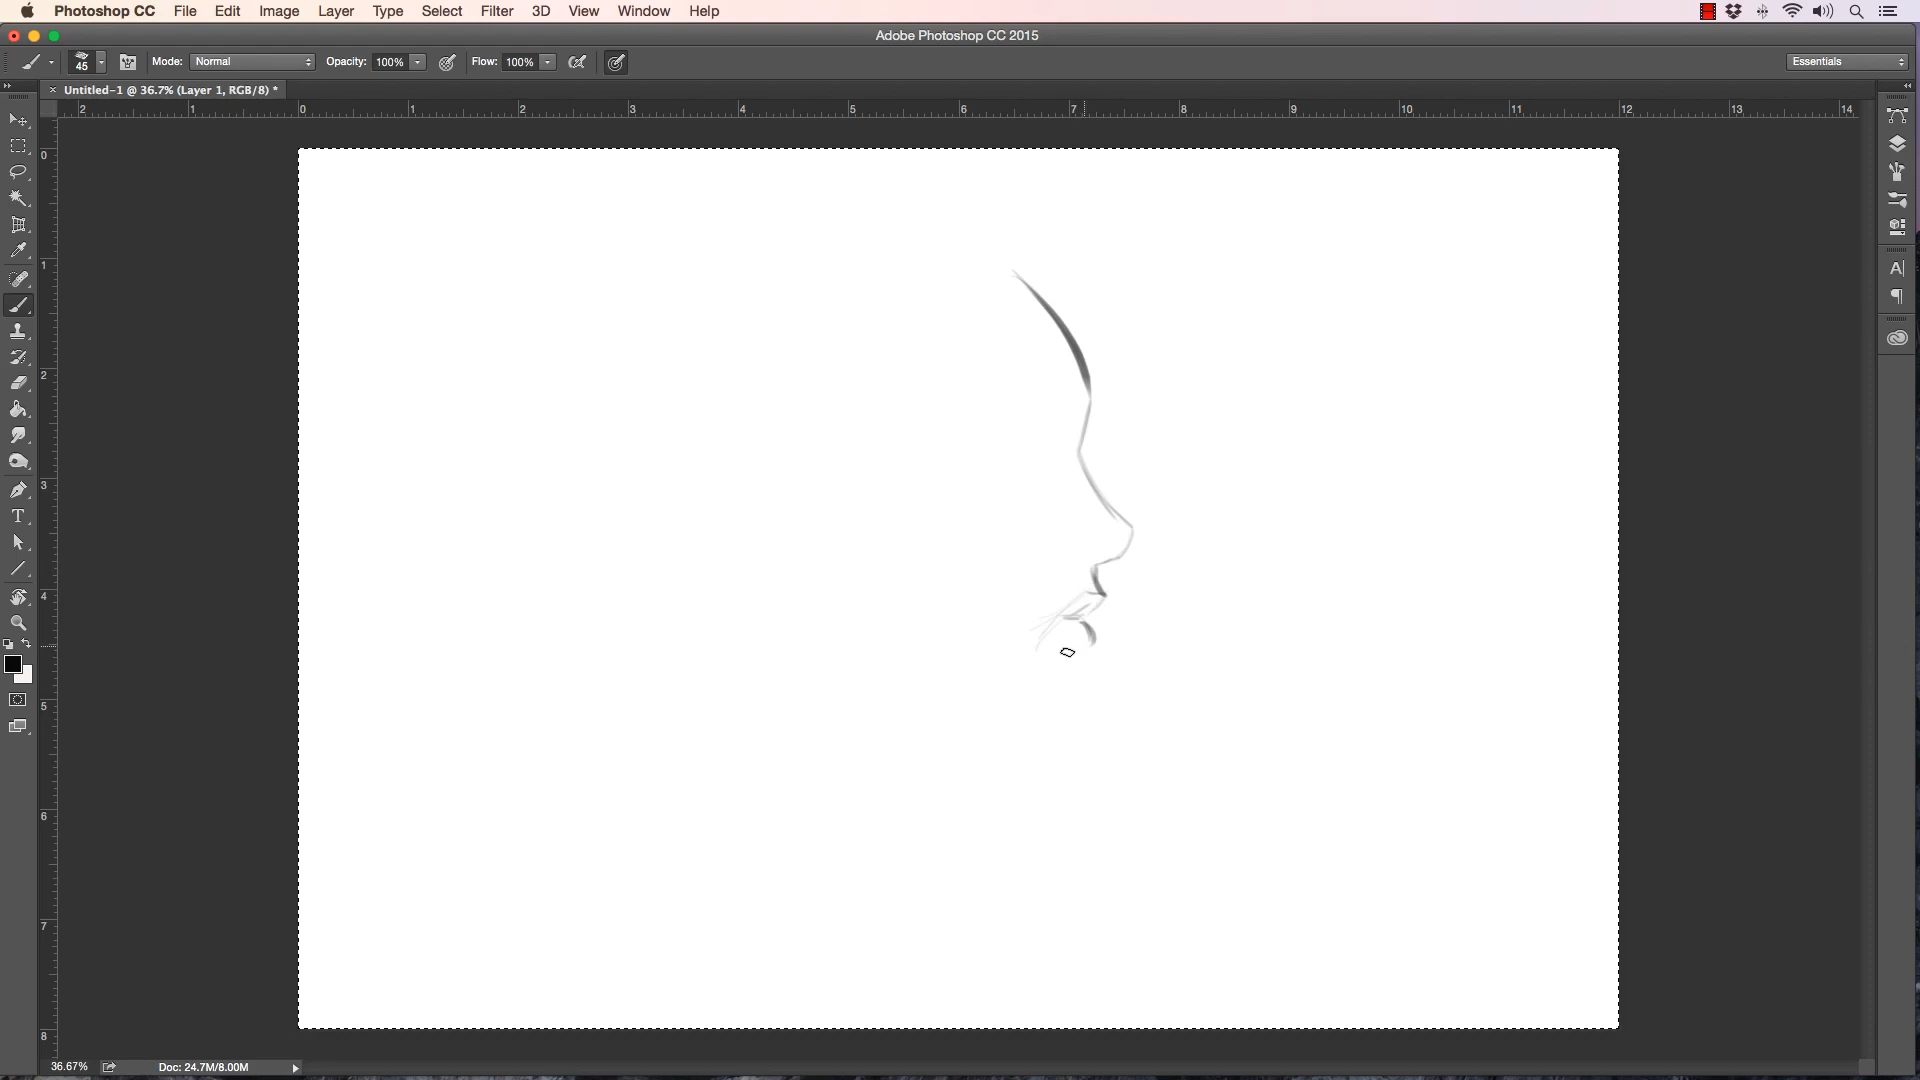 Photoshop CC File Edit Image Layer Type Select Filter 3D View Window Help
Adobe Photoshop CC 2015
45 Mode: Normal Opacity: 100% Flow: 100% Essentials
× Untitled-1 @ 36.7% (Layer 1, RGB/8) *
2 1 0 1 2 3 4 5 6 7 8 9 10 11 12 13 14
0
1
2
3
4
5
6
7
8
36.67% Doc: 24.7M/8.00M